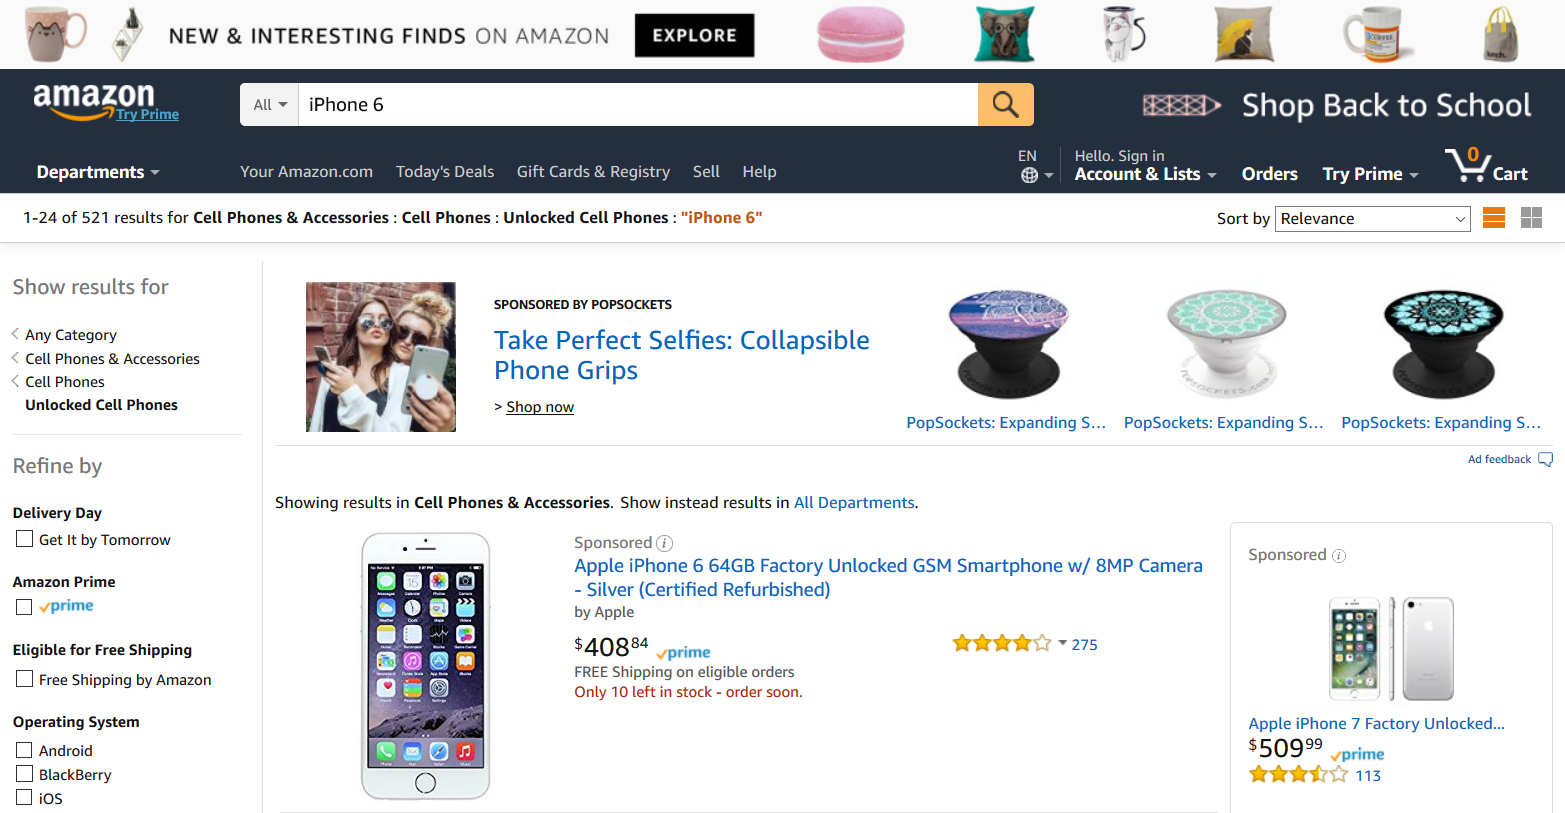 NEW & INTERESTING FINDS ON AMAZON EXPLORE
amazon
Try Prime
All
iPhone 6
Shop Back to School
Departments
Your Amazon.com Today's Deals Gift Cards & Registry Sell Help
EN
Hello. Sign in
Account & Lists
Orders
Try Prime
0
Cart
1-24 of 521 results for Cell Phones & Accessories : Cell Phones : Unlocked Cell Phones : "iPhone 6"
Sort by Relevance
Show results for
Any Category
Cell Phones & Accessories
Cell Phones
Unlocked Cell Phones
Refine by
Delivery Day
Get It by Tomorrow
Amazon Prime
prime
Eligible for Free Shipping
Free Shipping by Amazon
Operating System
Android
BlackBerry
iOS
SPONSORED BY POPSOCKETS
Take Perfect Selfies: Collapsible
Phone Grips
> Shop now
PopSockets: Expanding S...
PopSockets: Expanding S...
PopSockets: Expanding S...
Ad feedback
Showing results in Cell Phones & Accessories. Show instead results in All Departments.
Sponsored
Apple iPhone 6 64GB Factory Unlocked GSM Smartphone w/ 8MP Camera
- Silver (Certified Refurbished)
by Apple
$408 84 prime
275
FREE Shipping on eligible orders
Only 10 left in stock - order soon.
Sponsored
Apple iPhone 7 Factory Unlocked...
$509 99 prime
113